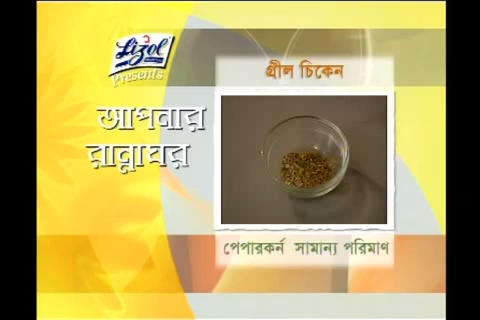 Lizol
Presents
আপনার
রান্নাঘর
গ্রীল চিকেন
পেপারকর্ন সামান্য পরিমাণ